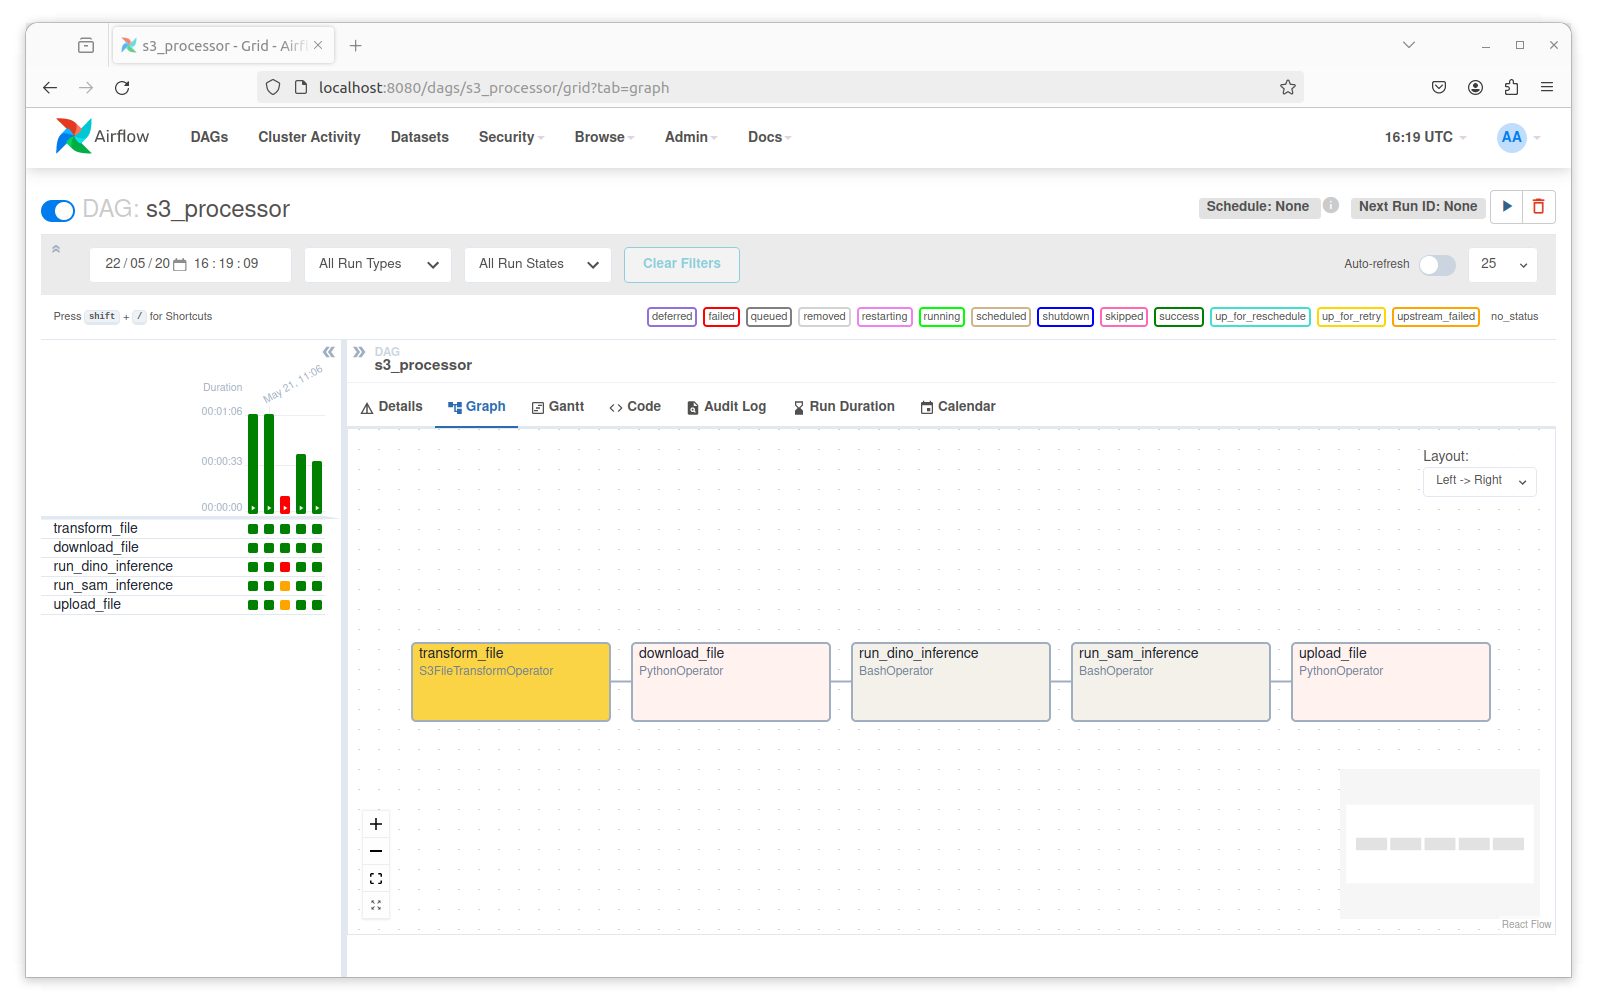 s3_processor - Grid - Airf
localhost:8080/dags/s3_processor/grid?tab=graph
Airflow DAGs Cluster Activity Datasets Security Browse Admin Docs 16:19 UTC AA
DAG: s3_processor
Schedule: None i Next Run ID: None
22 / 05 / 20 16 : 19 : 09 All Run Types All Run States Clear Filters Auto-refresh 25
Press shift + / for Shortcuts
deferred failed queued removed restarting running scheduled shutdown skipped success up_for_reschedule up_for_retry upstream_failed no_status
Duration
May 21, 11:06
00:01:06
00:00:33
00:00:00
transform_file
download_file
run_dino_inference
run_sam_inference
upload_file
DAG
s3_processor
Details Graph Gantt Code Audit Log Run Duration Calendar
Layout:
Left -> Right
transform_file
S3FileTransformOperator
download_file
PythonOperator
run_dino_inference
BashOperator
run_sam_inference
BashOperator
upload_file
PythonOperator
React Flow